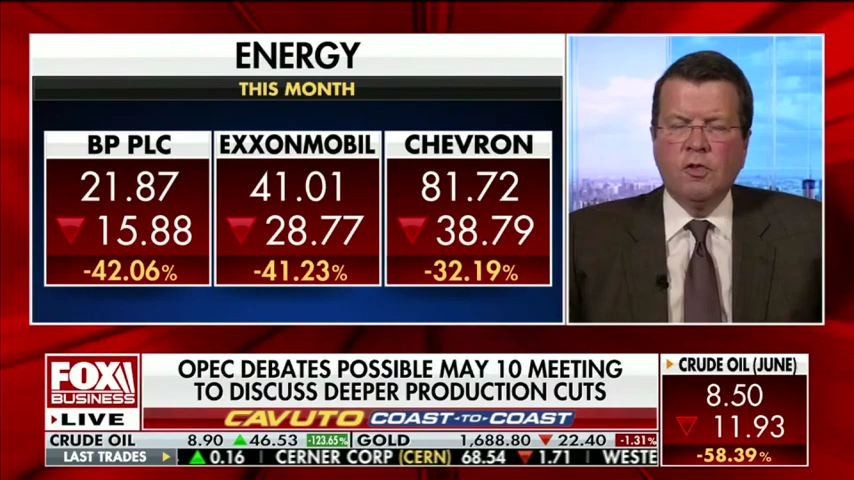 ENERGY
THIS MONTH
BP PLC
21.87
15.88
-42.06%
EXXONMOBIL
41.01
28.77
-41.23%
CHEVRON
81.72
38.79
-32.19%
OPEC DEBATES POSSIBLE MAY 10 MEETING
TO DISCUSS DEEPER PRODUCTION CUTS
FOX
BUSINESS
LIVE
CAVUTO COAST-TO-COAST
CRUDE OIL (JUNE)
8.50
11.93
-58.39%
CRUDE OIL 8.90 46.53 -123.65% GOLD 1,688.80 22.40 -1.31%
LAST TRADES 0.16 CERNER CORP (CERN) 68.54 1.71 WESTE